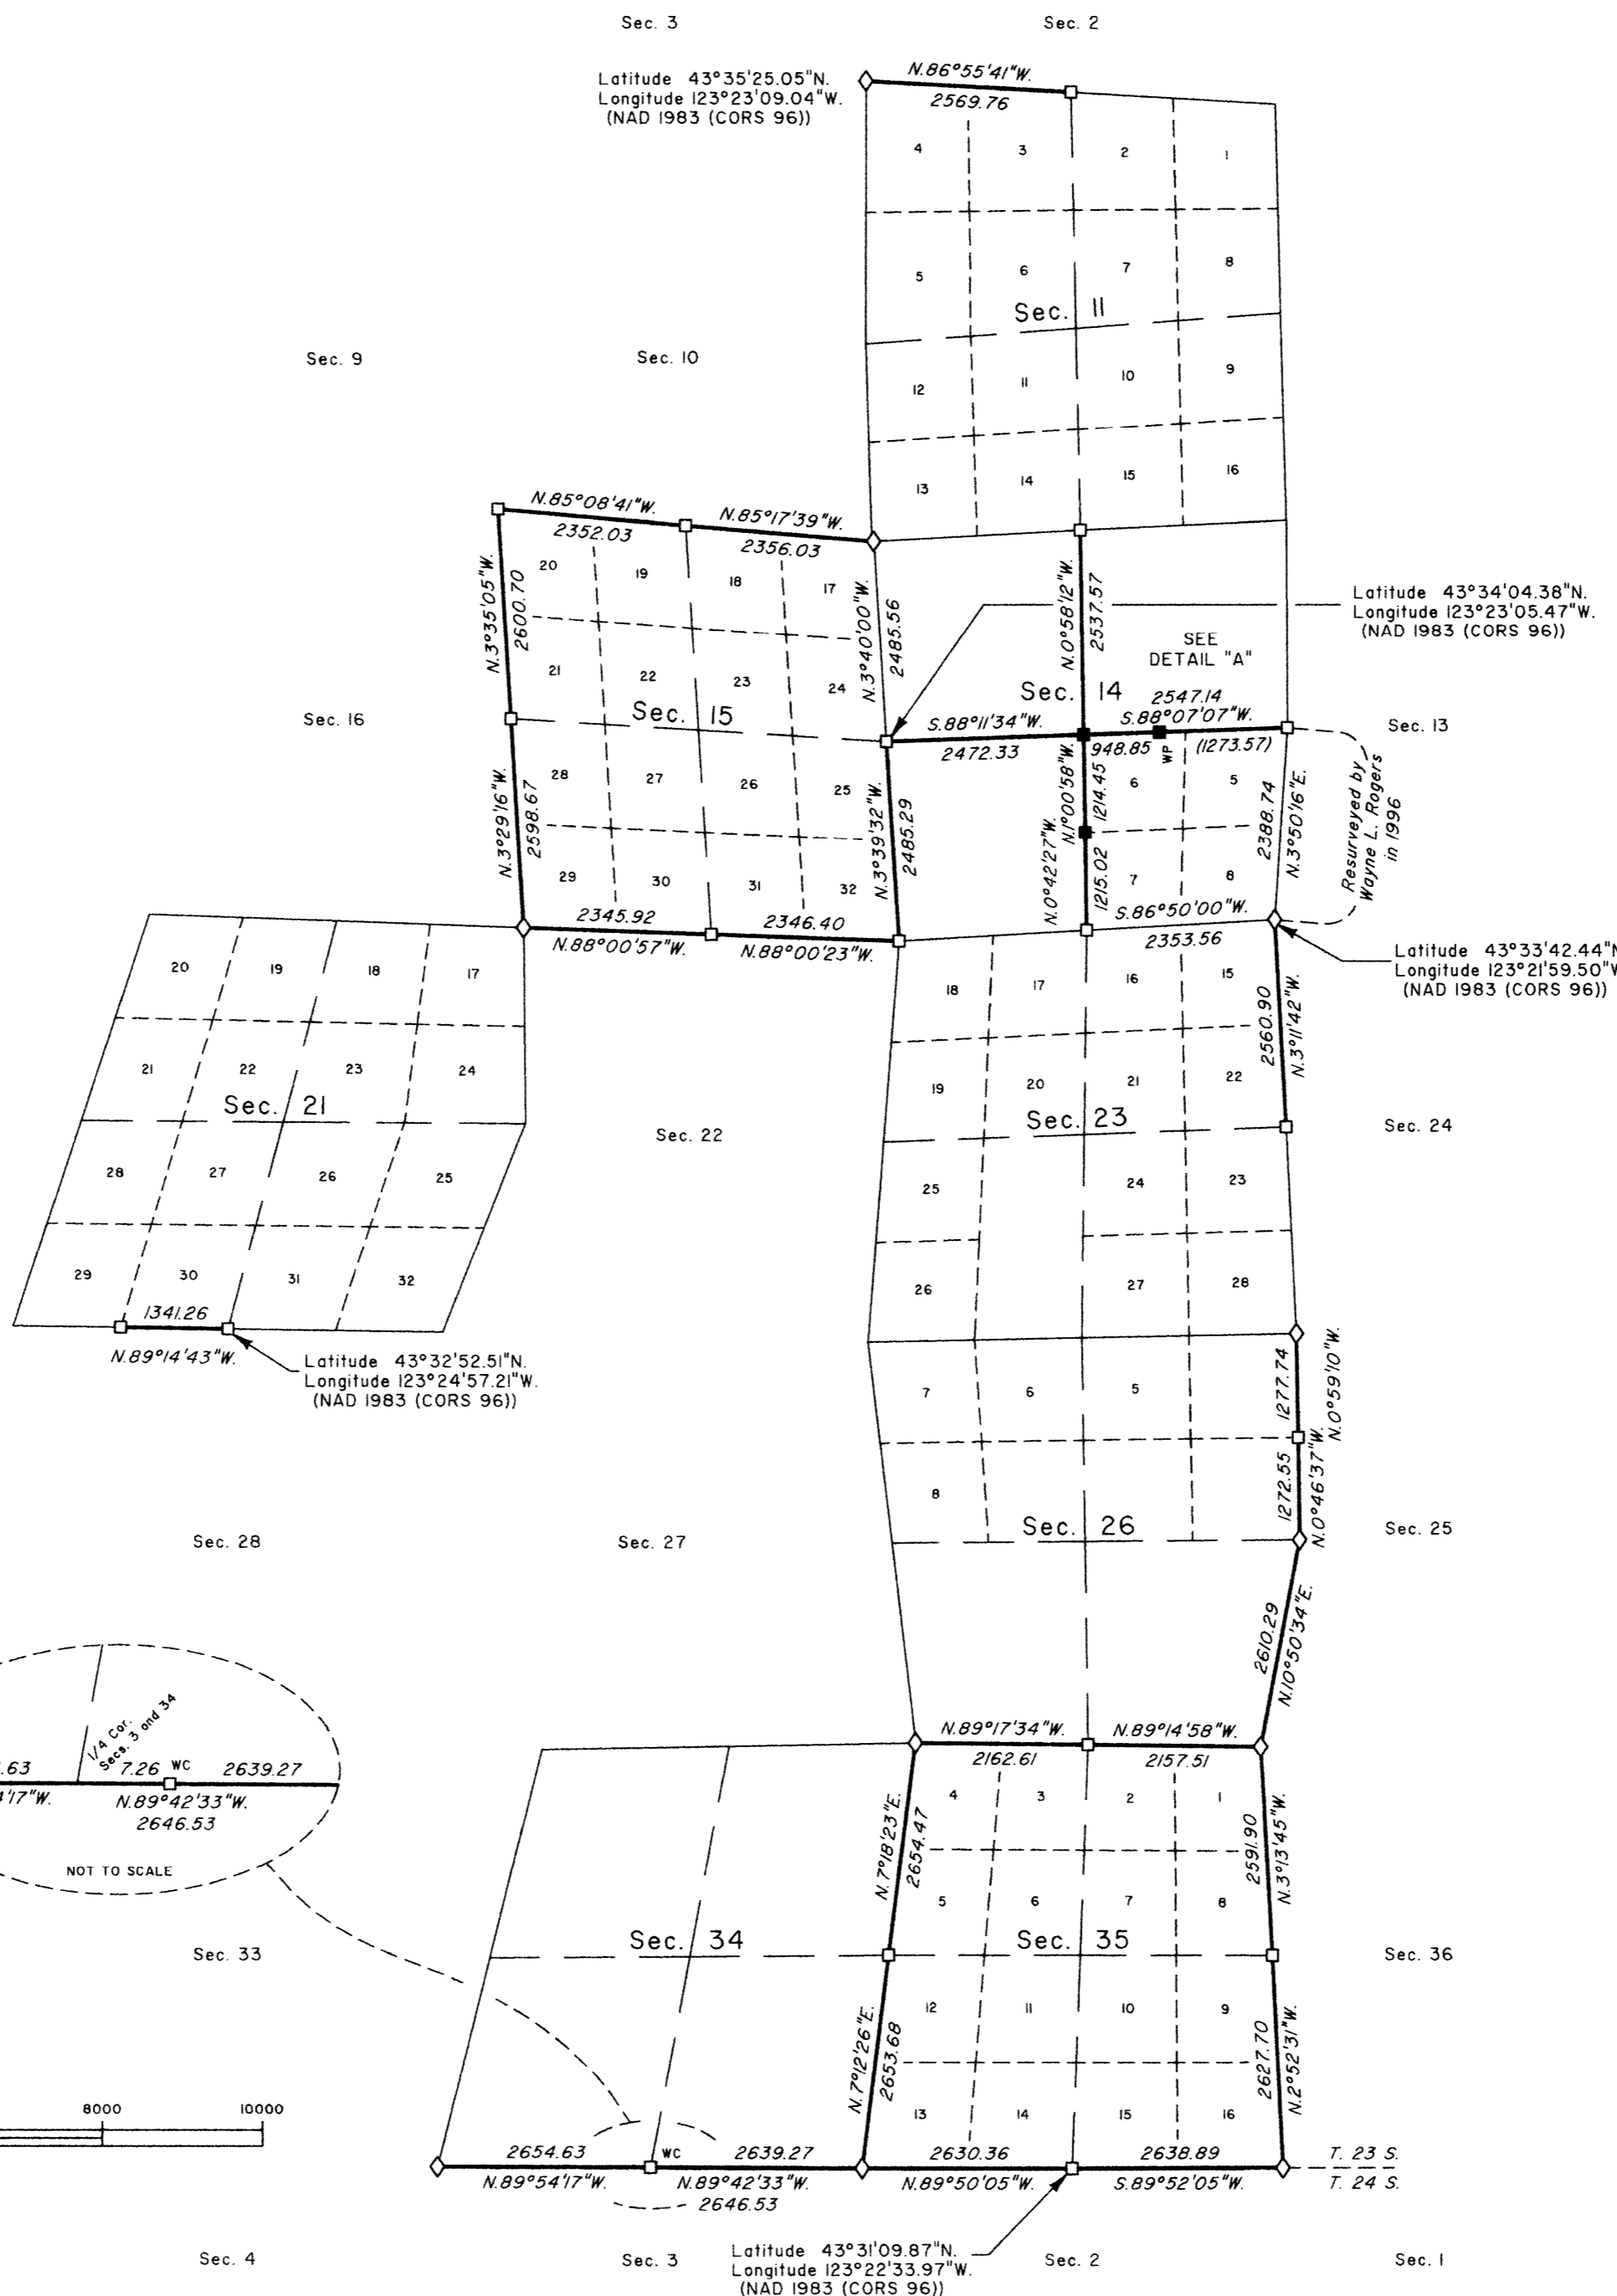 Sec. 3
Sec. 2
Latitude 43°35'25.05"N.
Longitude 123°23'09.04"W.
(NAD 1983 (CORS 96))
N.86°55'41"W.
2569.76
4
3
2
1
5
6
7
8
Sec. 11
Sec. 9
Sec. 10
12
11
10
9
13
14
15
16
N.85°08'41"W.
2352.03
N.85°17'39"W.
2356.03
N.3°35'05"W.
2600.70
20
19
18
17
N.3°40'00"W.
2485.56
N.0°58'12"W.
2537.57
Latitude 43°34'04.38"N.
Longitude 123°23'05.47"W.
(NAD 1983 (CORS 96))
SEE
DETAIL "A"
21
22
23
24
Sec. 16
Sec. 15
Sec. 14
2547.14
S.88°11'34"W.
2472.33
S.88°07'07"W.
948.85
WP
(1273.57)
Sec. 13
N.3°29'16"W.
2598.67
28
27
26
25
N.3°39'32"W.
2485.29
N.1°00'58"W.
1214.45
6
5
2388.74
N.3°50'16"E.
Resurveyed by
Wayne L. Rogers
in 1996
29
30
31
32
N.0°42'27"W.
1215.02
7
8
2345.92
N.88°00'57"W.
2346.40
N.88°00'23"W.
S.86°50'00"W.
2353.56
Latitude 43°33'42.44"N
Longitude 123°21'59.50"W
(NAD 1983 (CORS 96))
20
19
18
17
18
17
16
15
2560.90
N.3°11'42"W.
21
22
23
24
19
20
21
22
Sec. 21
Sec. 22
Sec. 23
Sec. 24
28
27
26
25
25
24
23
29
30
31
32
26
27
28
1341.26
N.89°14'43"W.
Latitude 43°32'52.51"N.
Longitude 123°24'57.21"W.
(NAD 1983 (CORS 96))
7
6
5
1277.74
N.0°59'10"W.
8
1272.55
N.0°46'37"W.
Sec. 28
Sec. 27
Sec. 26
Sec. 25
2610.29
N.10°50'34"E.
1/4 Cor.
Secs. 3 and 34
.63
7.26
WC
2639.27
'17"W.
N.89°42'33"W.
2646.53
NOT TO SCALE
N.89°17'34"W.
2162.61
N.89°14'58"W.
2157.51
N.7°18'23"E.
2654.47
4
3
2
1
2591.90
N.3°13'45"W.
5
6
7
8
Sec. 33
Sec. 34
Sec. 35
Sec. 36
N.7°12'26"E.
2653.68
12
11
10
9
2627.70
N.2°52'31"W.
13
14
15
16
8000
10000
2654.63
WC
2639.27
2630.36
2638.89
T. 23 S.
N.89°54'17"W.
N.89°42'33"W.
N.89°50'05"W.
S.89°52'05"W.
T. 24 S.
2646.53
Sec. 4
Sec. 3
Latitude 43°31'09.87"N.
Longitude 123°22'33.97"W.
(NAD 1983 (CORS 96))
Sec. 2
Sec. 1